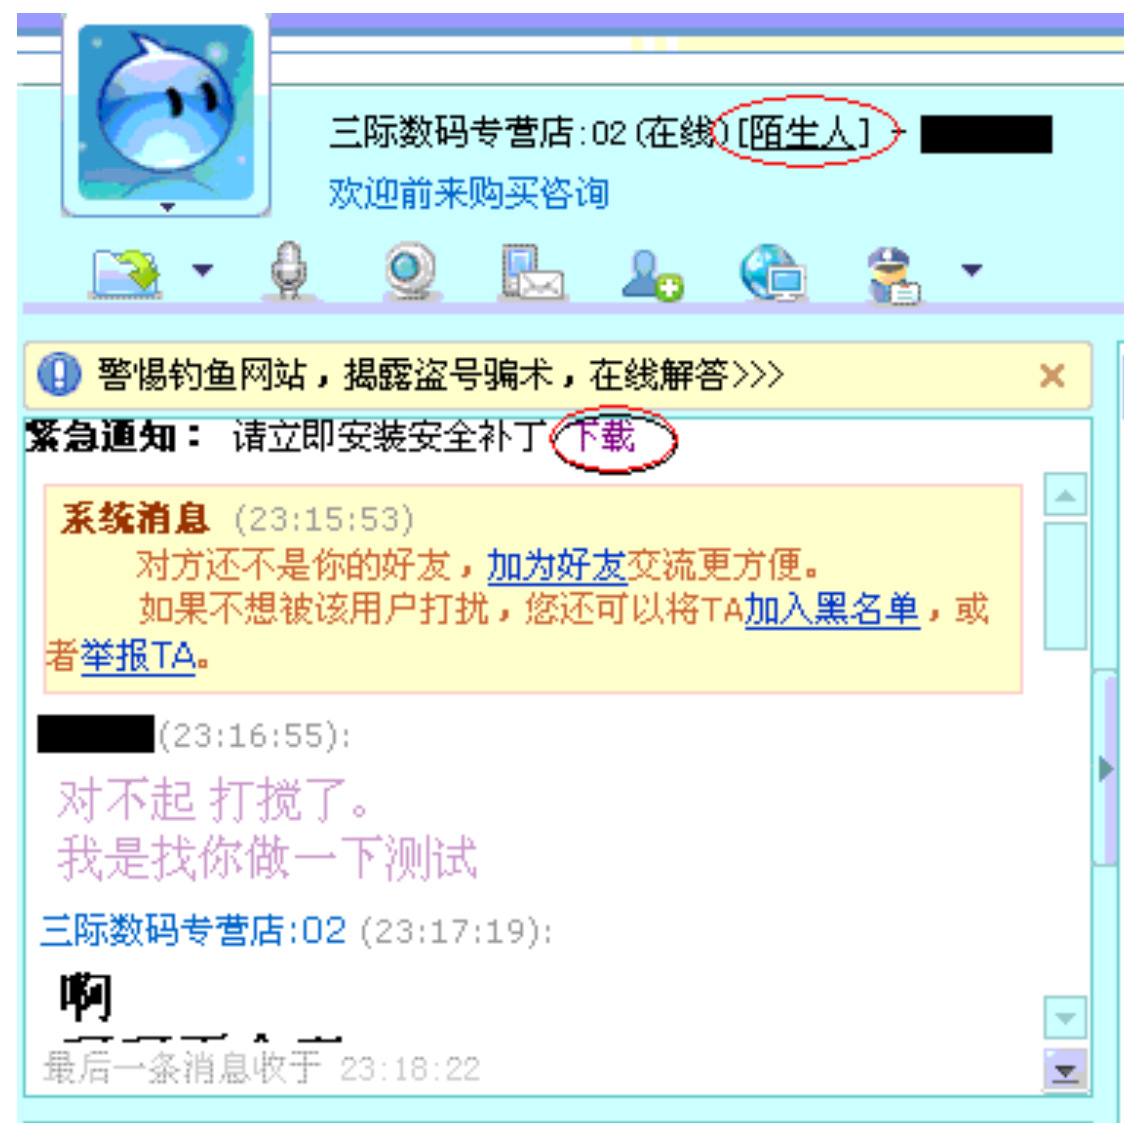 三际数码专营店:02(在线)[陌生人] -
欢迎前来购买咨询
警惕钓鱼网站，揭露盗号骗术，在线解答>>>
紧急通知： 请立即安装安全补丁 下载
系统消息 (23:15:53)
对方还不是你的好友，加为好友交流更方便。
如果不想被该用户打扰，您还可以将TA加入黑名单，或
者举报TA。
(23:16:55):
对不起 打搅了。
我是找你做一下测试
三际数码专营店:02 (23:17:19):
啊
最后一条消息收于 23:18:22